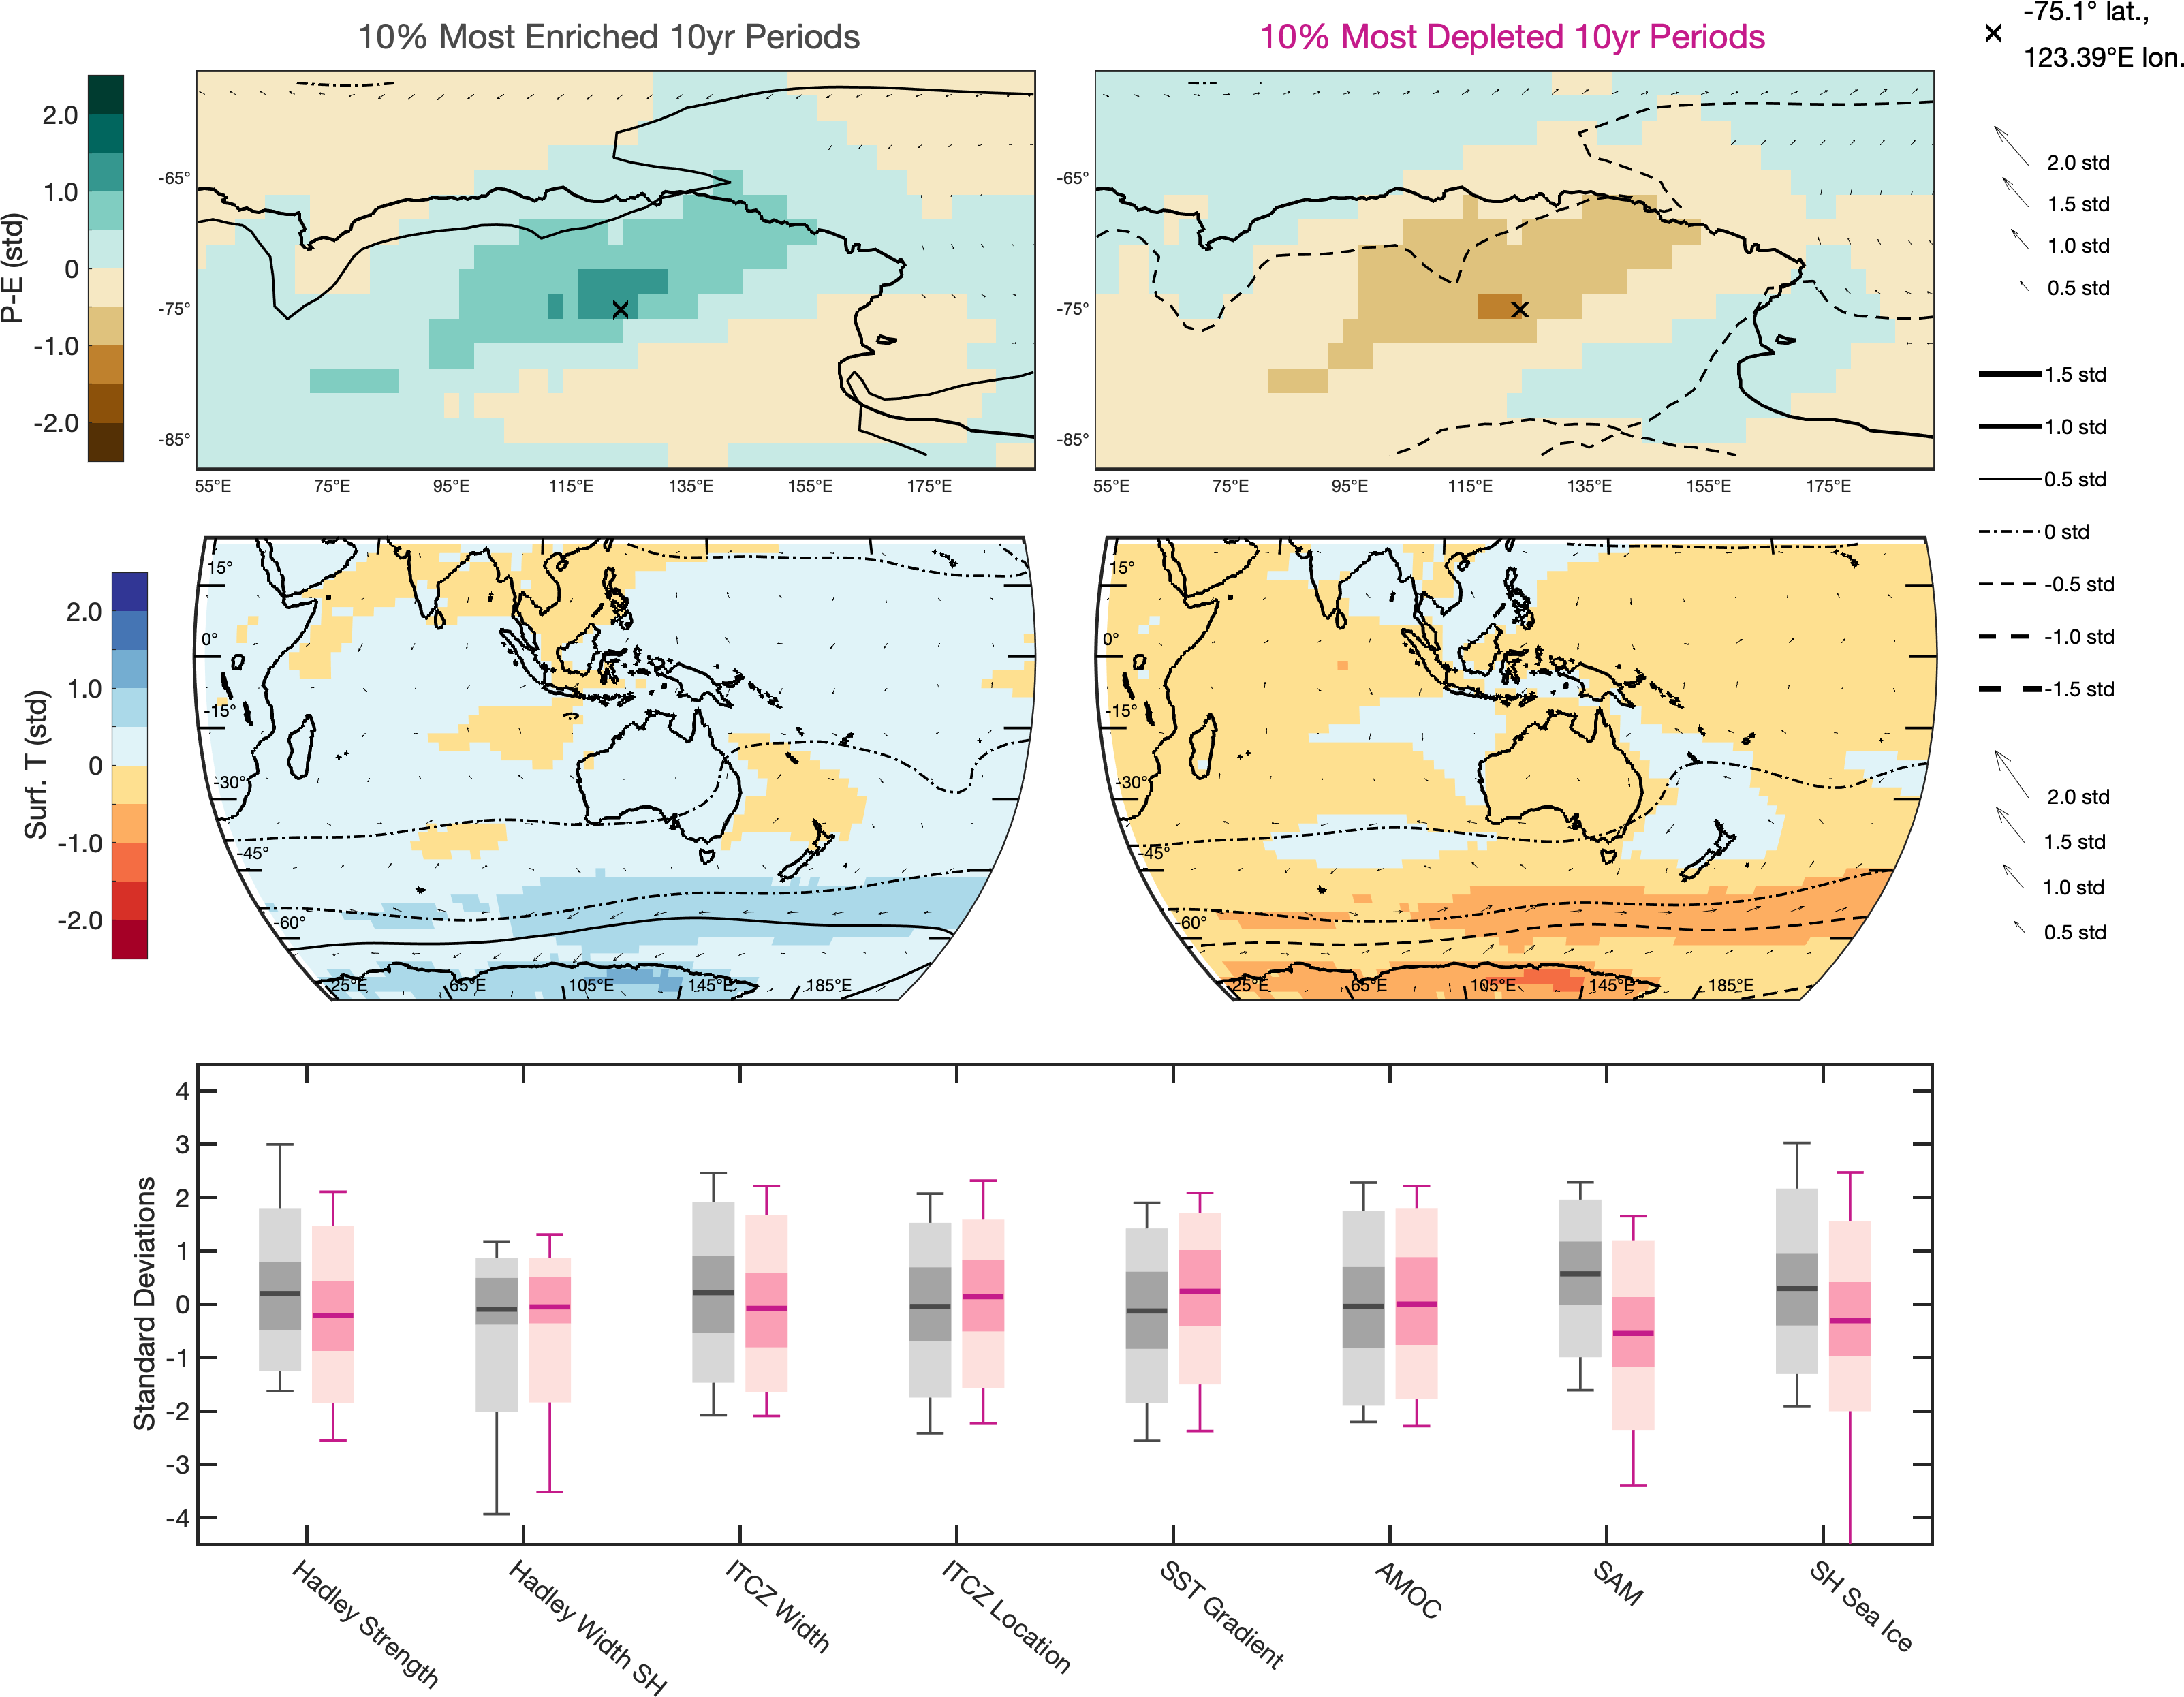 10% Most Enriched 10yr Periods
10% Most Depleted 10yr Periods
× -75.1° lat.,
123.39°E lon.
P-E (std)
2.0
1.0
0
-1.0
-2.0
-65°
-75°
-85°
55°E 75°E 95°E 115°E 135°E 155°E 175°E
-65°
-75°
-85°
55°E 75°E 95°E 115°E 135°E 155°E 175°E
2.0 std
1.5 std
1.0 std
0.5 std
1.5 std
1.0 std
0.5 std
0 std
-0.5 std
-1.0 std
-1.5 std
Surf. T (std)
2.0
1.0
0
-1.0
-2.0
15°
0°
-15°
-30°
-45°
-60°
25°E 65°E 105°E 145°E 185°E
15°
0°
-15°
-30°
-45°
-60°
25°E 65°E 105°E 145°E 185°E
2.0 std
1.5 std
1.0 std
0.5 std
Standard Deviations
4
3
2
1
0
-1
-2
-3
-4
Hadley Strength
Hadley Width SH
ITCZ Width
ITCZ Location
SST Gradient
AMOC
SAM
SH Sea Ice